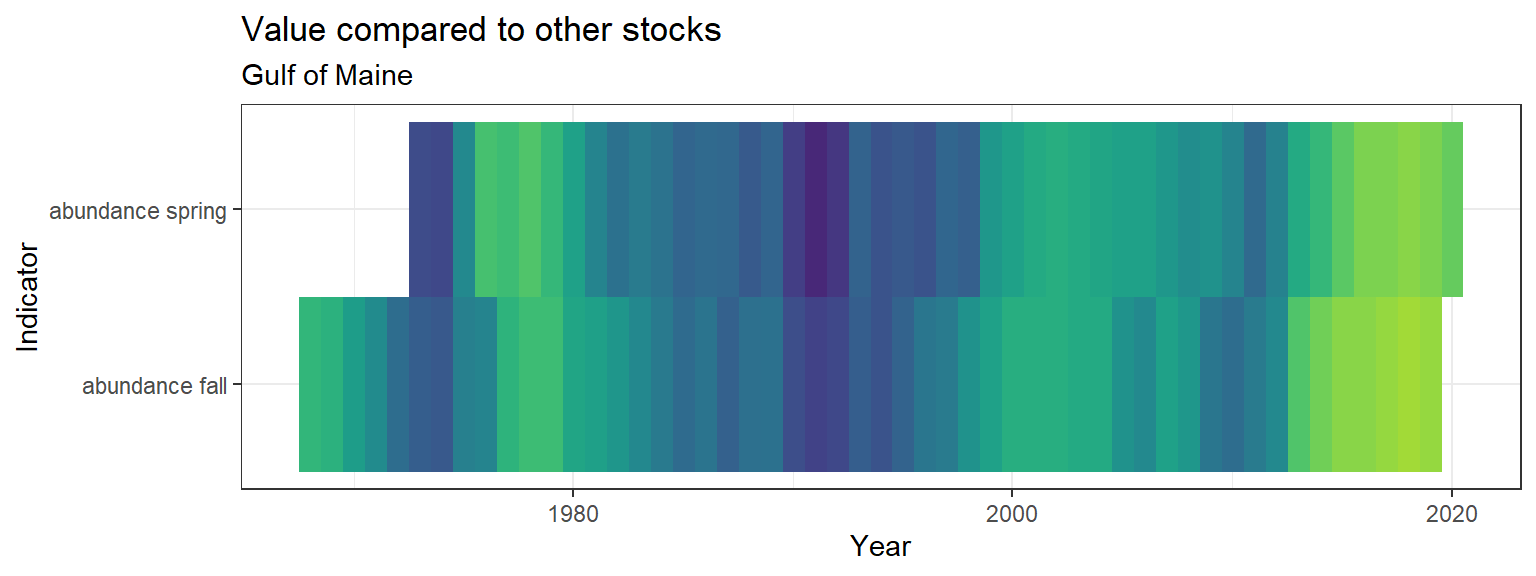 Value compared to other stocks
Gulf of Maine
Indicator
abundance spring
abundance fall
1980
2000
2020
Year